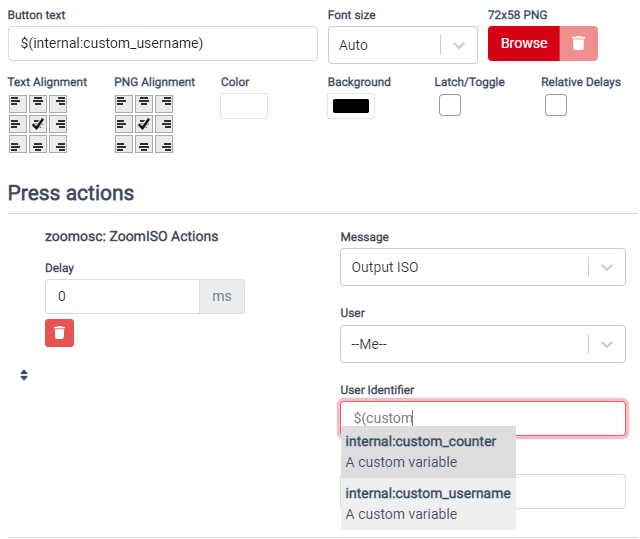 Button text Font size 72x58 PNG
$(internal:custom_username) Auto Browse
Text Alignment PNG Alignment Color Background Latch/Toggle Relative Delays
Press actions
zoomosc: ZoomISO Actions
Message
Output ISO
Delay
0 ms
User
--Me--
User Identifier
$(custom
internal:custom_counter
A custom variable
internal:custom_username
A custom variable